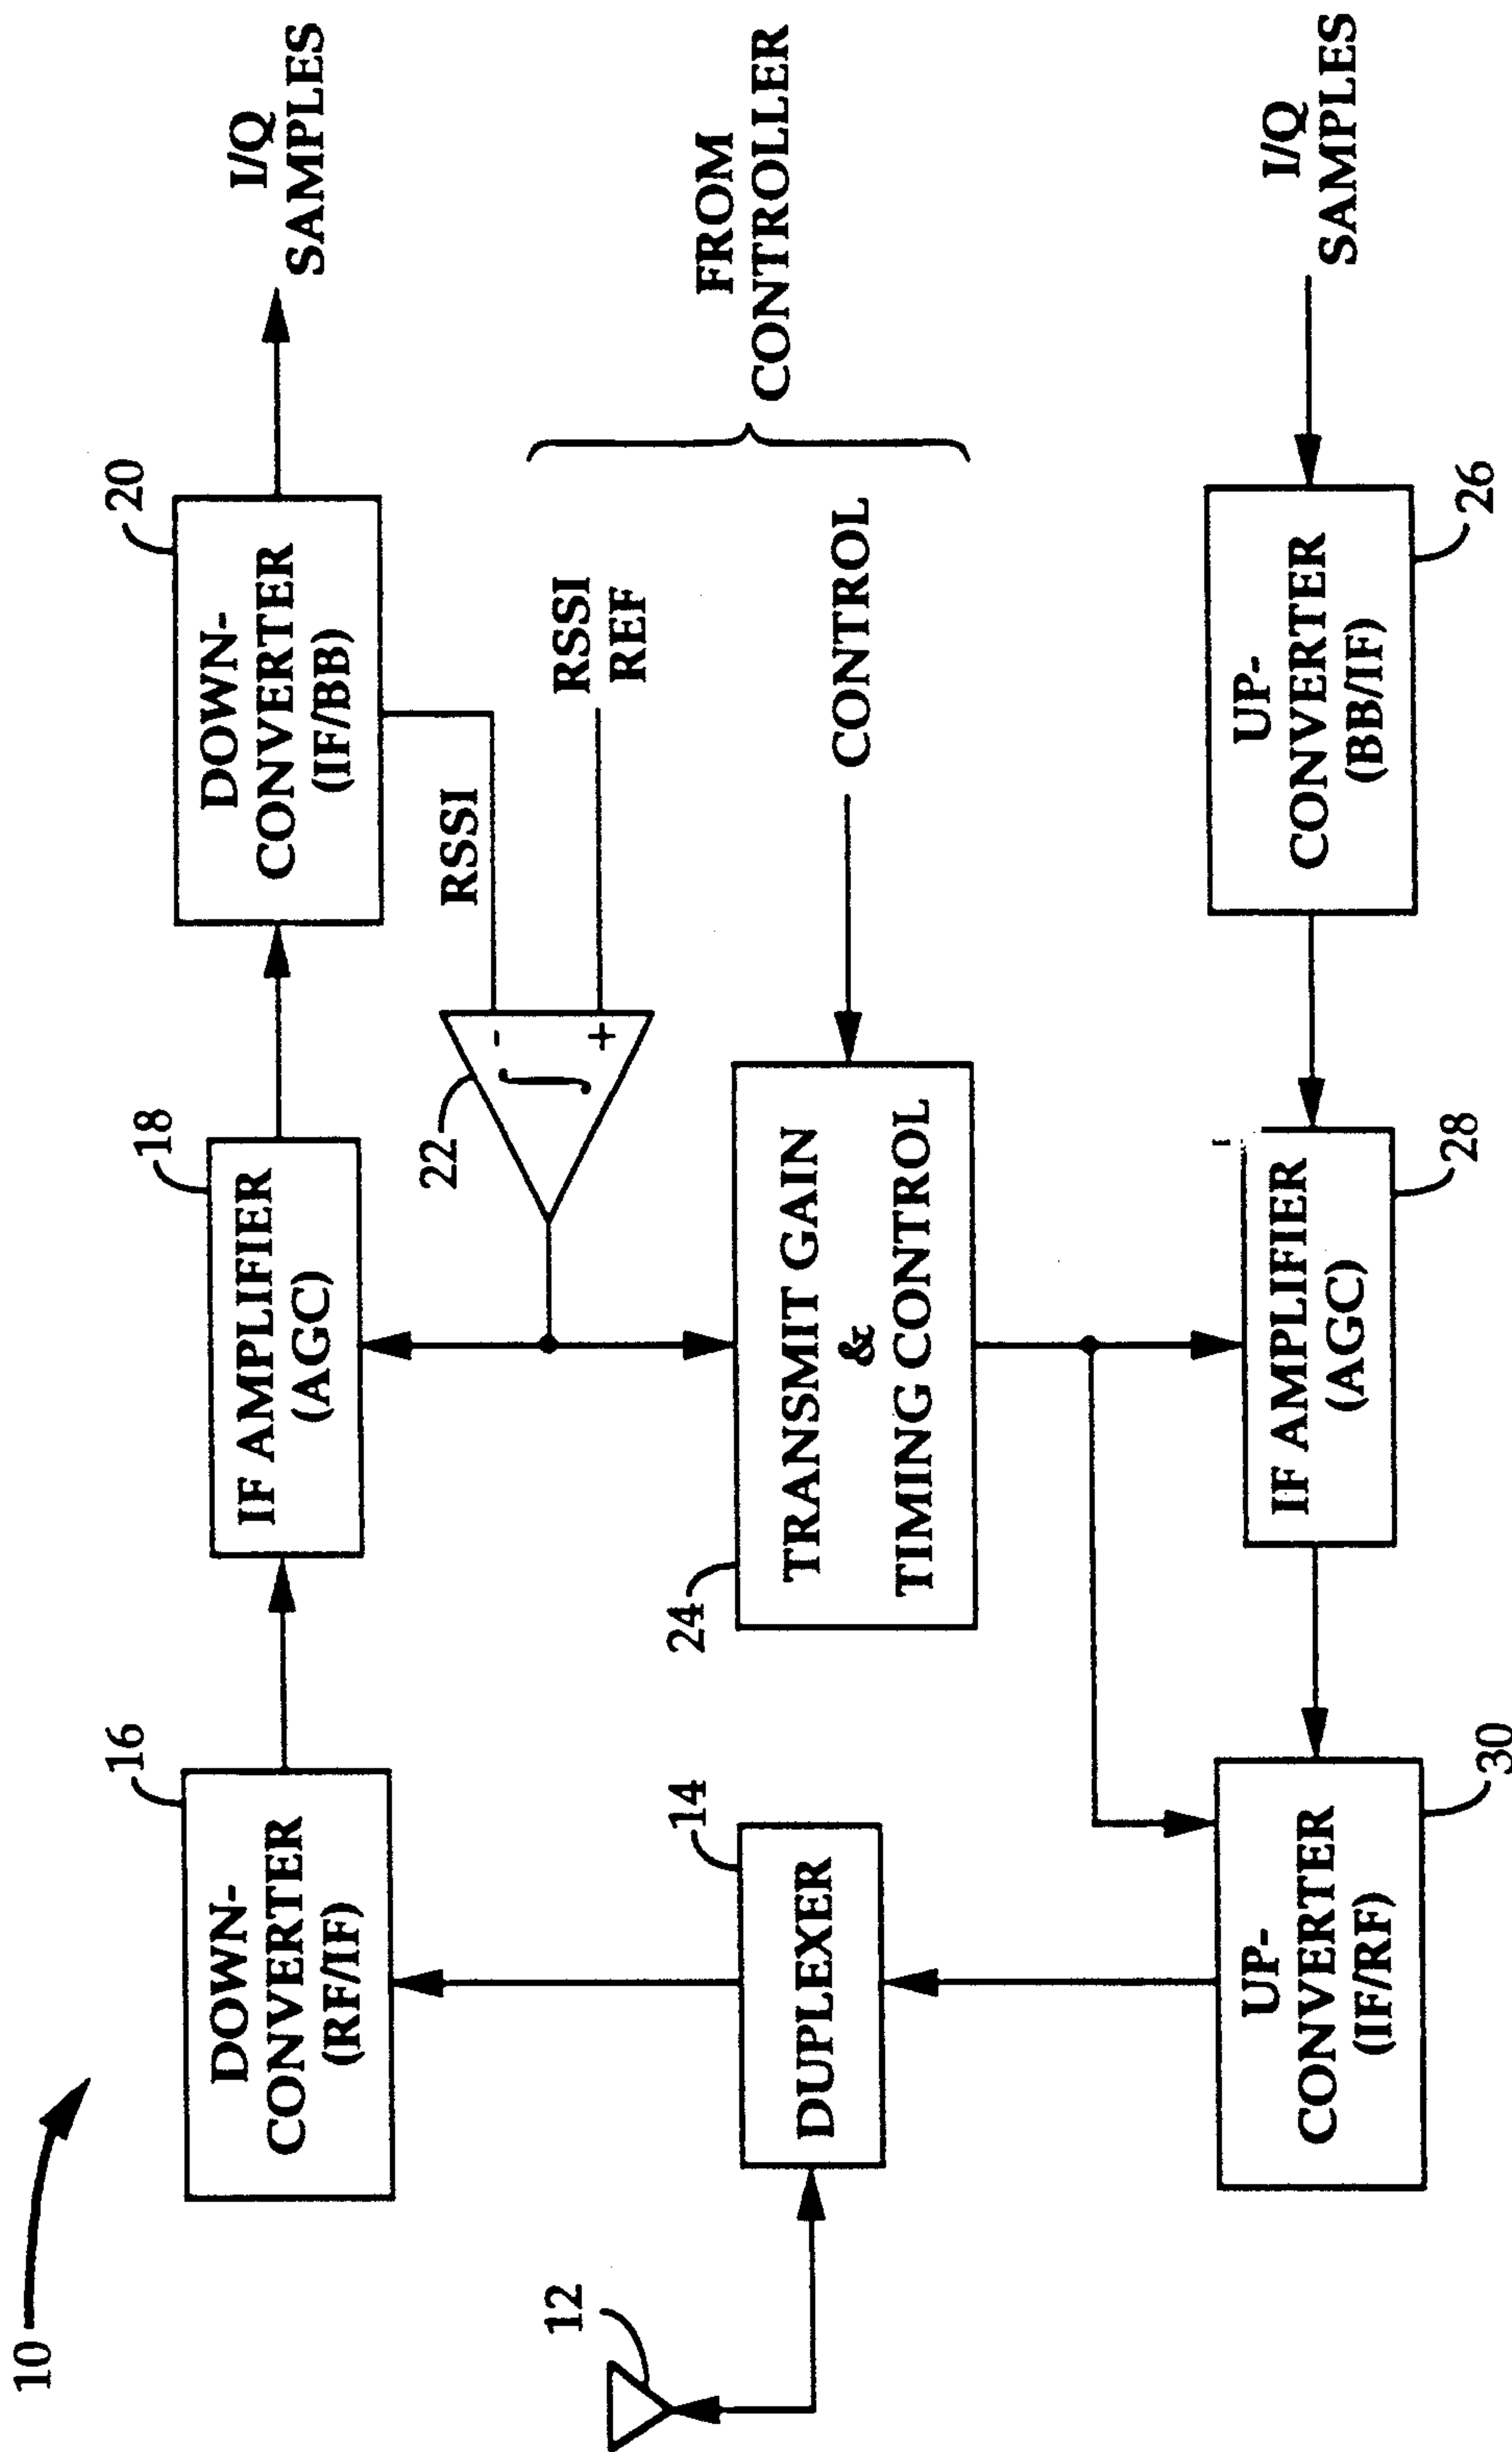 10
16
DOWN-
CONVERTER
(RF/IF)
18
IF AMPLIFIER
(AGC)
20
DOWN-
CONVERTER
(IF/BB)
I/Q
SAMPLES
12
14
DUPLEXER
22
-
+
∫
RSSI
RSSI
REF
FROM
CONTROLLER
24
TRANSMIT GAIN
&
TIMING CONTROL
CONTROL
UP-
CONVERTER
(IF/RF)
30
IF AMPLIFIER
(AGC)
28
UP-
CONVERTER
(BB/IF)
26
I/Q
SAMPLES